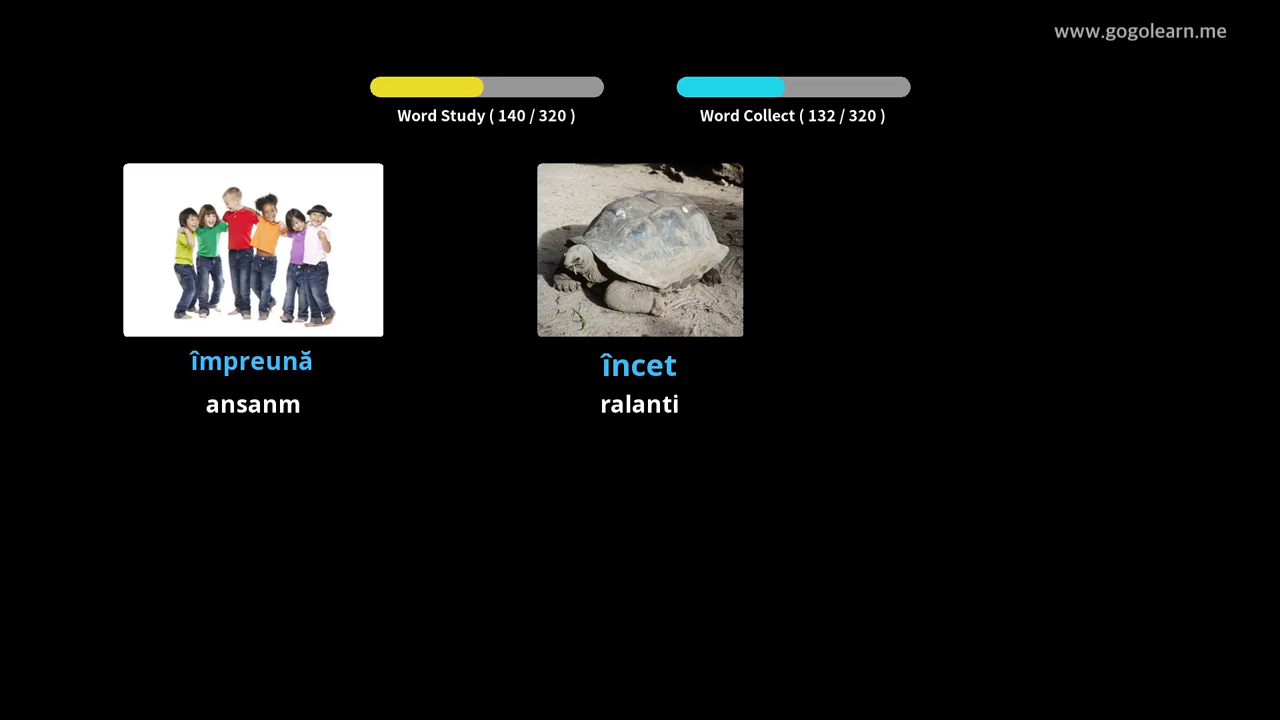 www.gogolearn.me
Word Study ( 140 / 320 )
Word Collect ( 132 / 320 )
împreună
ansanm
încet
ralanti